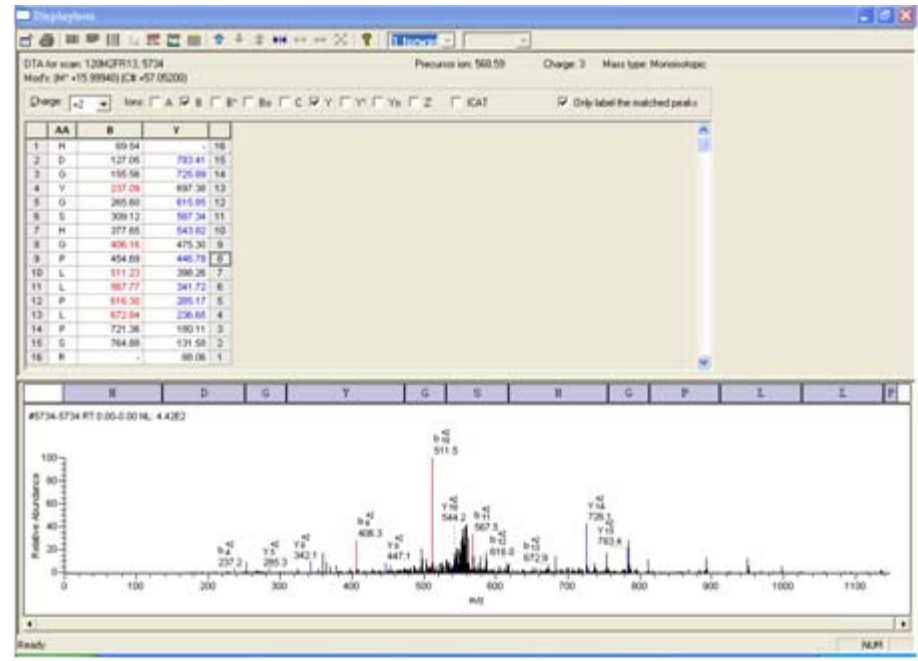 DisplayIons
DTA for scan: 120M2FR13, 5734 Precursor ion: 568.59 Charge: 3 Mass type: Monoisotopic
Mod's: (M* +15.99940) (C# +57.05200)
Charge: +2 Ions: A B B* Bo C Y Y* Yo Z ICAT Only label the matched peaks
AA B Y
1 H 69.54 - 16
2 D 127.05 783.41 15
3 G 155.56 725.89 14
4 Y 237.09 697.38 13
5 G 265.60 615.85 12
6 S 309.12 587.34 11
7 H 377.65 543.82 10
8 G 406.16 475.30 9
9 P 454.69 446.78 8
10 L 511.23 398.26 7
11 L 567.77 341.72 6
12 P 616.30 285.17 5
13 L 672.84 236.65 4
14 P 721.36 180.11 3
15 S 764.88 131.58 2
16 R - 88.06 1
H D G Y G S H G P L L P
#5734-5734 RT:0.00-0.00 NL: 4.42E2
511.5
544.2
567.5
726.1
406.3
342.1
447.1
616.0
783.4
237.2
285.3
672.9
Relative Abundance
100
80
60
40
20
0 100 200 300 400 500 600 700 800 900 1000 1100
m/z
Ready NUM